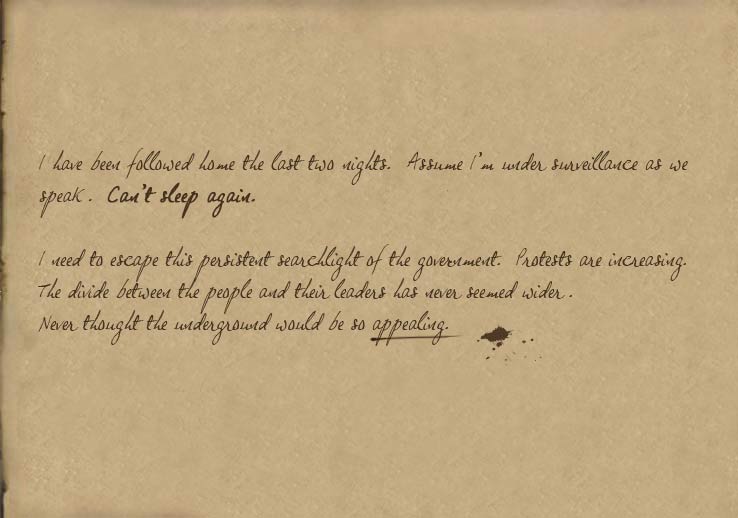 I have been followed home the last two nights. Assume I'm under surveillance as we
speak. Can't sleep again.
I need to escape this persistent searchlight of the government. Protests are increasing.
The divide between the people and their leaders has never seemed wider.
Never thought the underground would be so appealing.